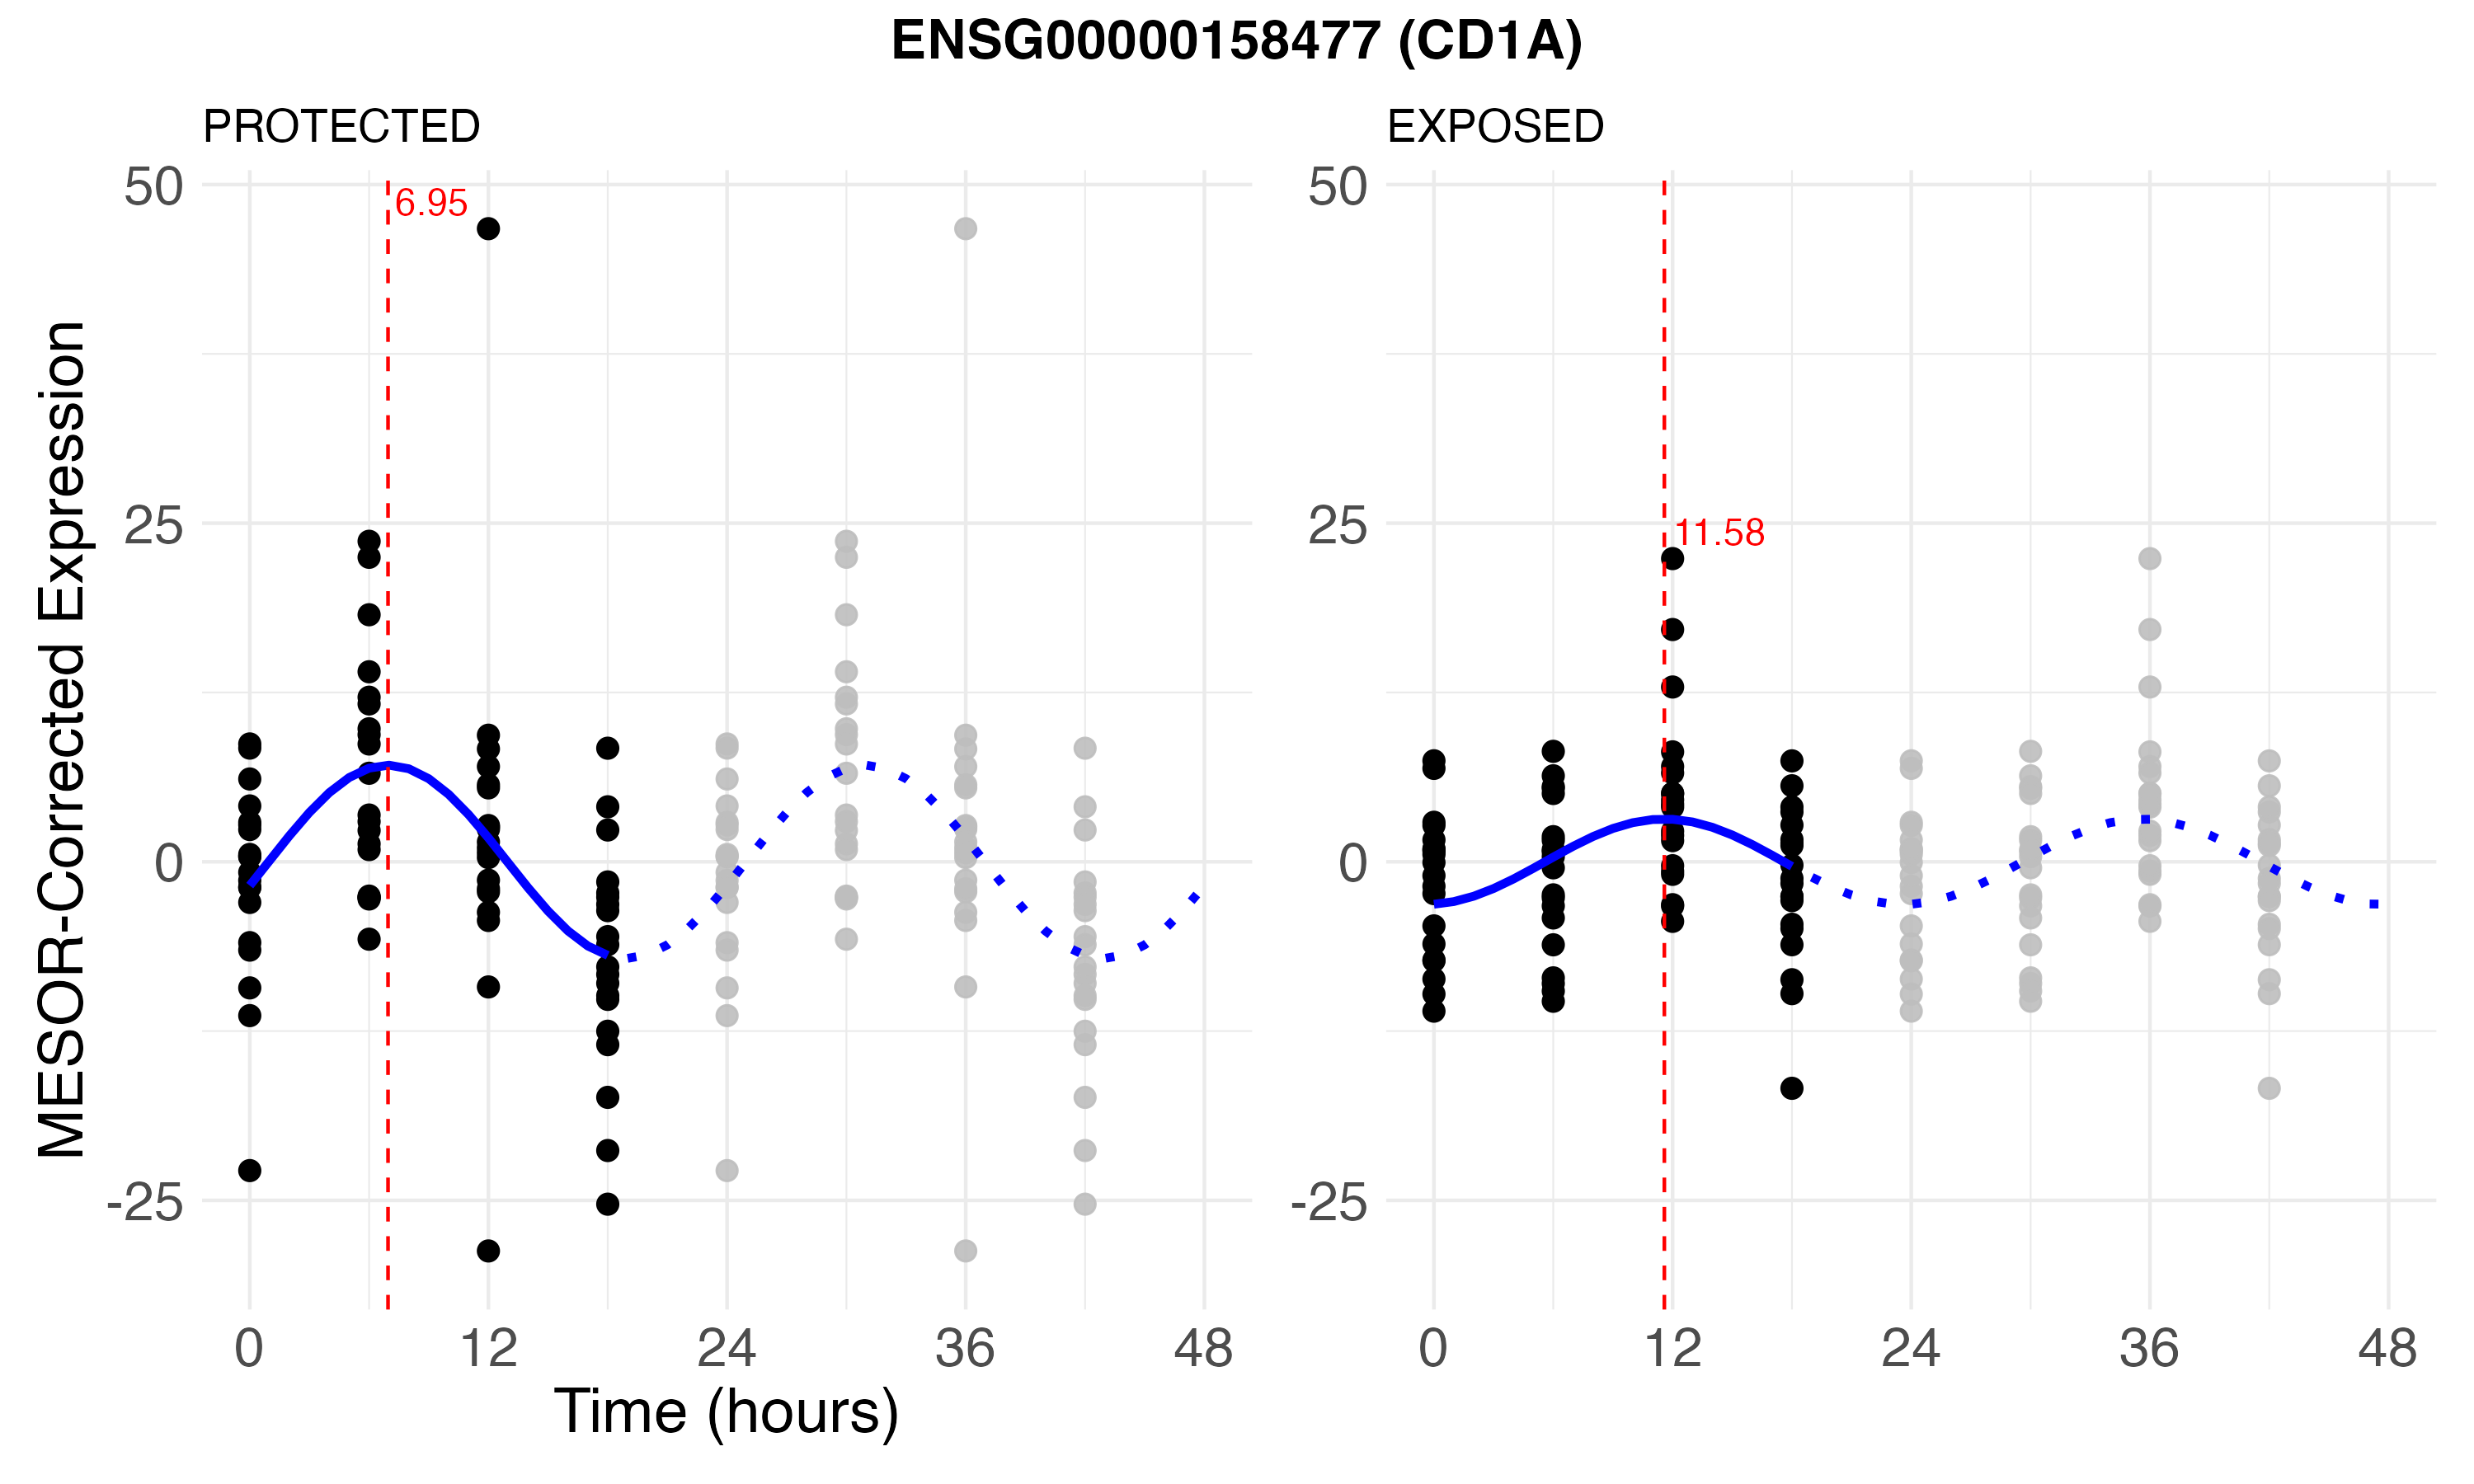 ENSG00000158477 (CD1A)
PROTECTED
EXPOSED
MESOR-Corrected Expression
50
25
0
-25
6.95
0 12 24 36 48
50
25
0
-25
11.58
0 12 24 36 48
Time (hours)